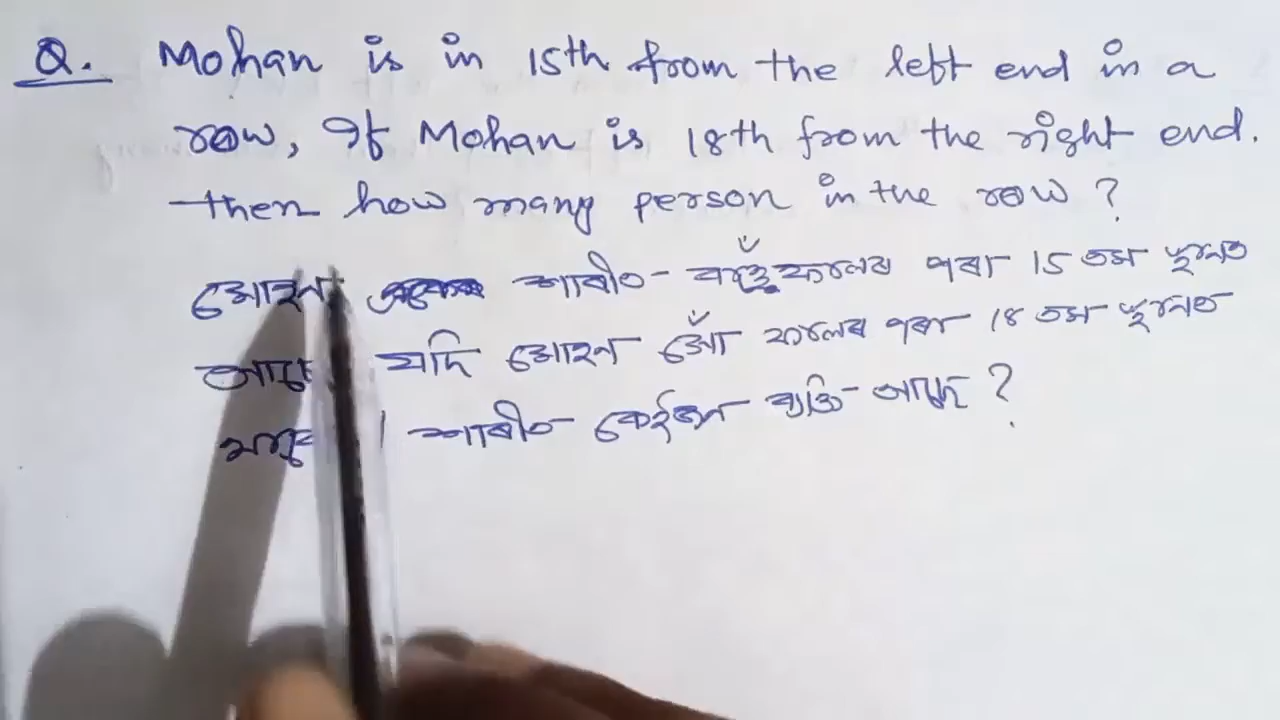 Q. Mohan is in 15th from the left end in a
row, If Mohan is 18th from the right end.
then how many person in the row ?
মোহন শাৰীত ফালৰ পৰা 15 তম স্থানত
যদি মোহন সোঁ ফালৰ পৰা 18 তম স্থানত
। শাৰীত কেইজন ব্যক্তি আছে ?